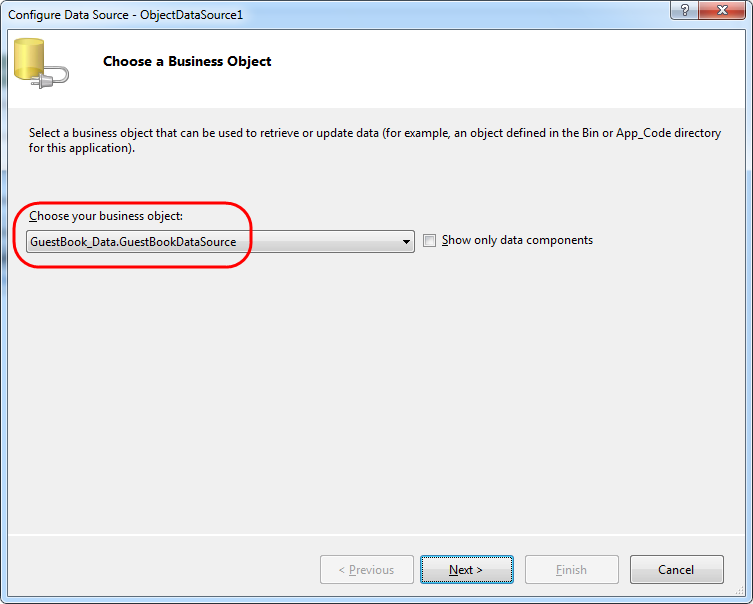 Configure Data Source - ObjectDataSource1
?
Choose a Business Object
Select a business object that can be used to retrieve or update data (for example, an object defined in the Bin or App_Code directory
for this application).
Choose your business object:
GuestBook_Data.GuestBookDataSource
Show only data components
< Previous
Next >
Finish
Cancel